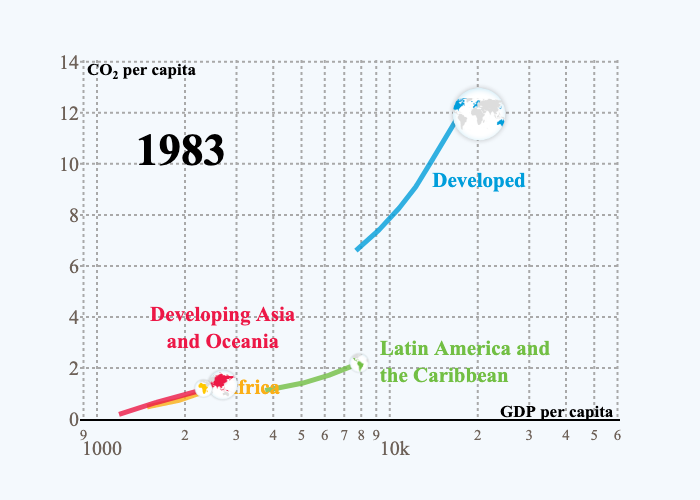 14
CO₂ per capita
12
1983
10
Developed
8
6
4
Developing Asia
and Oceania
Latin America and
the Caribbean
2
frica
0
GDP per capita
9 2 3 4 5 6 7 8 9 2 3 4 5 6
1000 10k